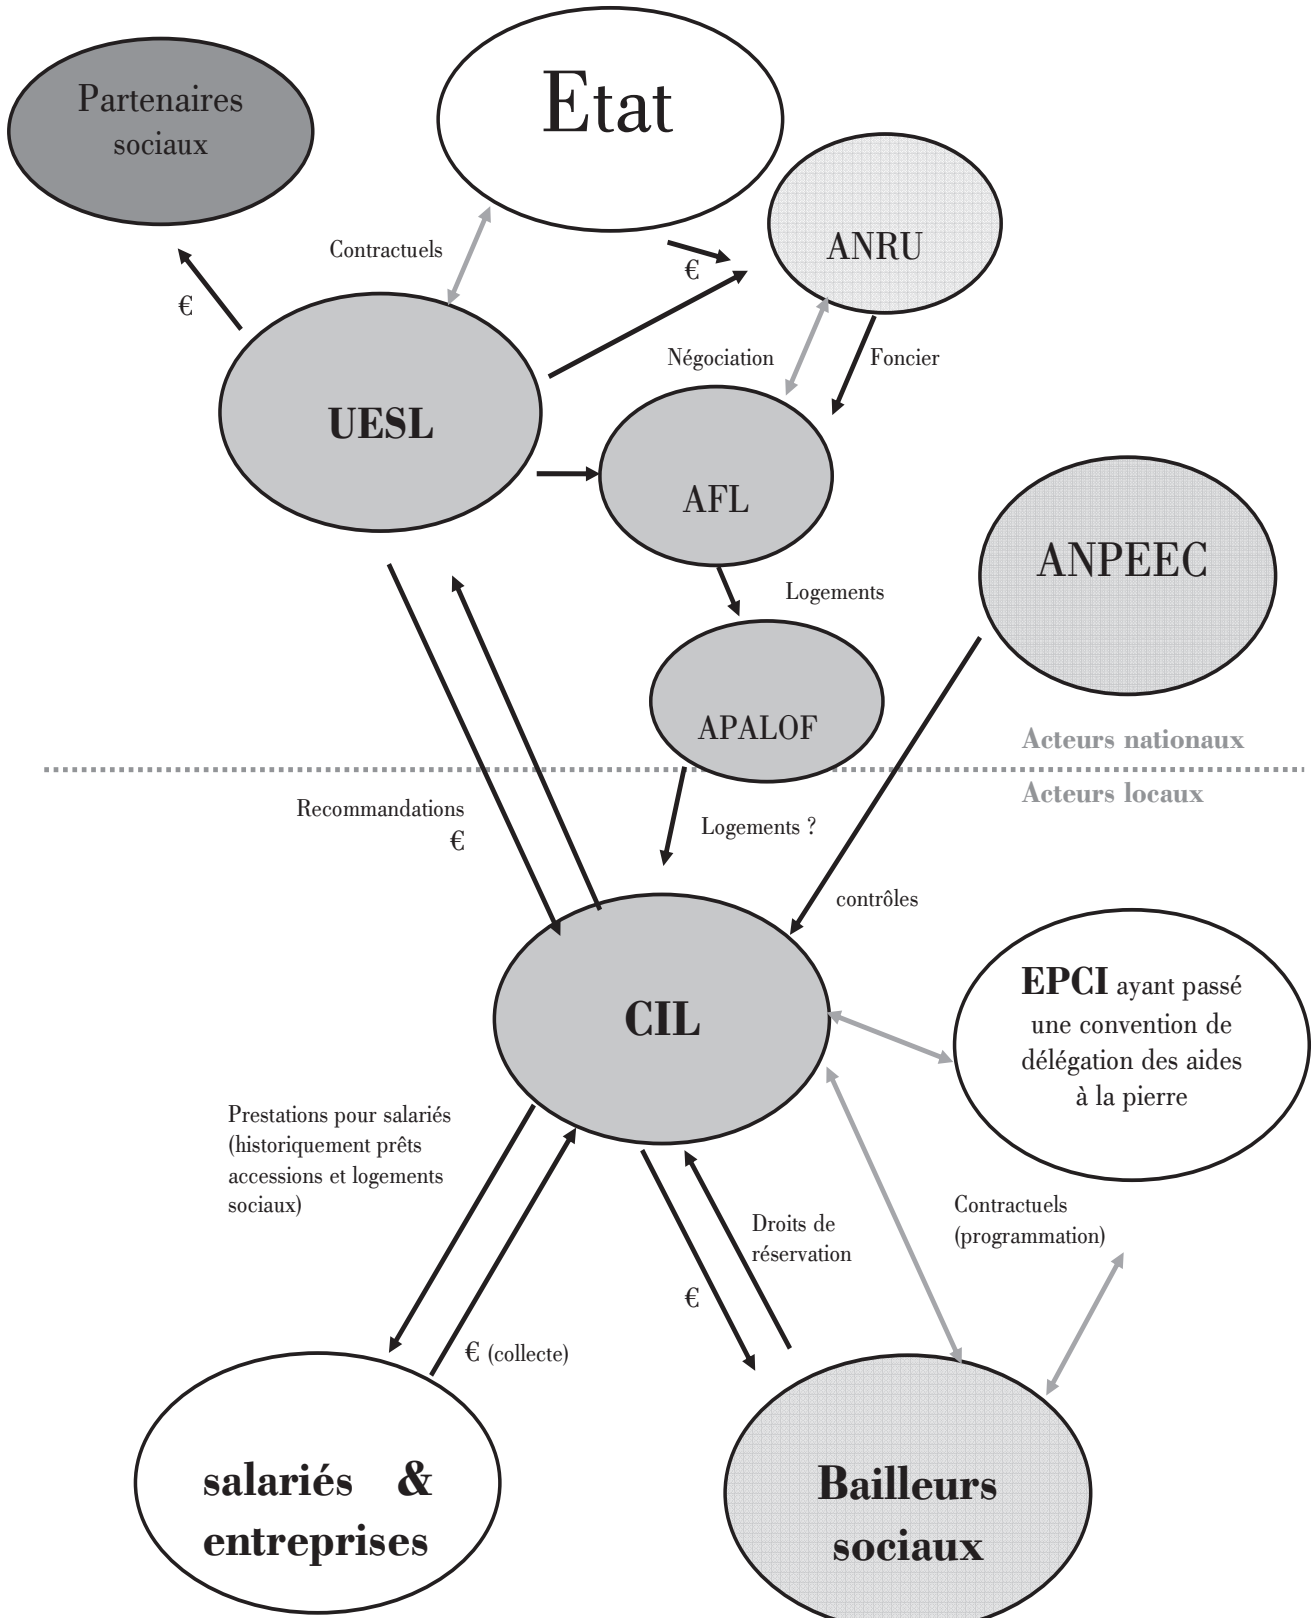 Etat
Partenaires
sociaux
ANRU
Contractuels
€
€
Négociation
Foncier
UESL
AFL
ANPEEC
Logements
APALOF
Acteurs nationaux
Acteurs locaux
Recommandations
€
Logements ?
contrôles
EPCI ayant passé
une convention de
délégation des aides
à la pierre
CIL
Prestations pour salariés
(historiquement prêts
accessions et logements
sociaux)
Contractuels
(programmation)
Droits de
réservation
€
€ (collecte)
salariés &
entreprises
Bailleurs
sociaux